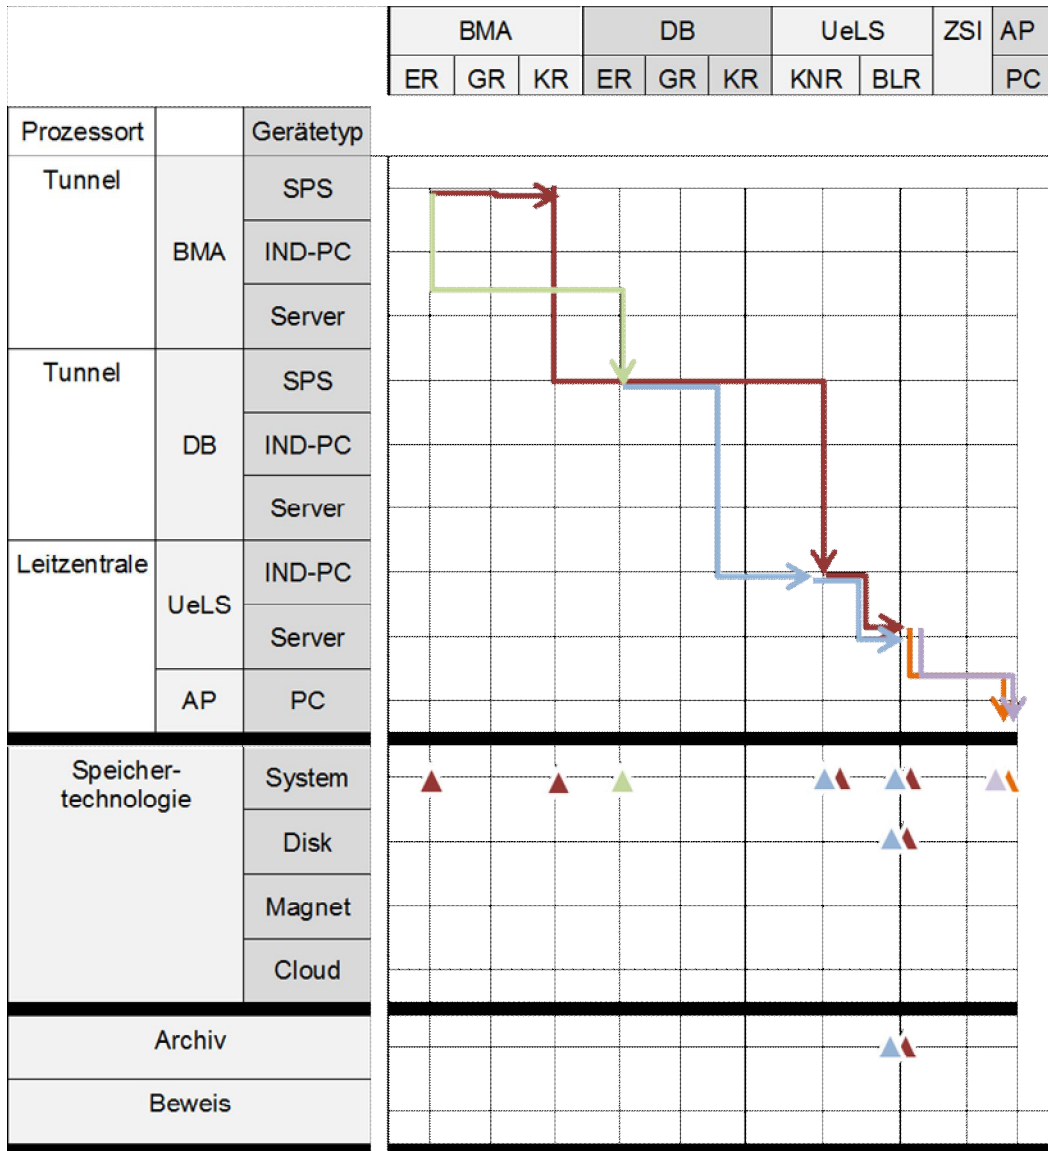 BMA DB UeLS ZSI AP
ER GR KR ER GR KR KNR BLR PC
Prozessort Gerätetyp
Tunnel SPS
BMA IND-PC
Server
Tunnel SPS
DB IND-PC
Server
Leitzentrale IND-PC
UeLS
Server
AP PC
Speicher-
technologie
System
Disk
Magnet
Cloud
Archiv
Beweis